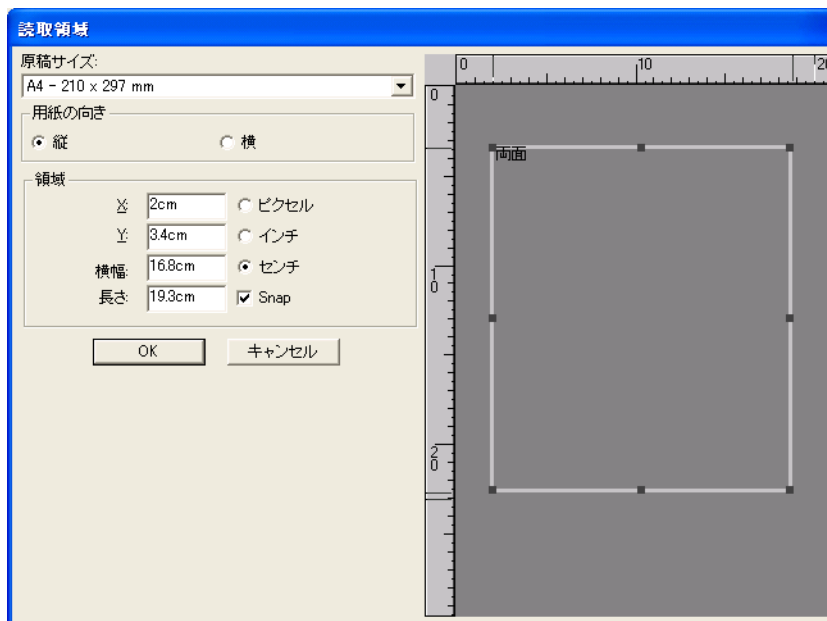 読取領域
原稿サイズ:
A4 - 210 x 297 mm
用紙の向き
縦
横
領域
X: 2cm
ピクセル
Y: 3.4cm
インチ
横幅: 16.8cm
センチ
長さ: 19.3cm
Snap
OK
キャンセル
0 10 20
0
両面
10
20